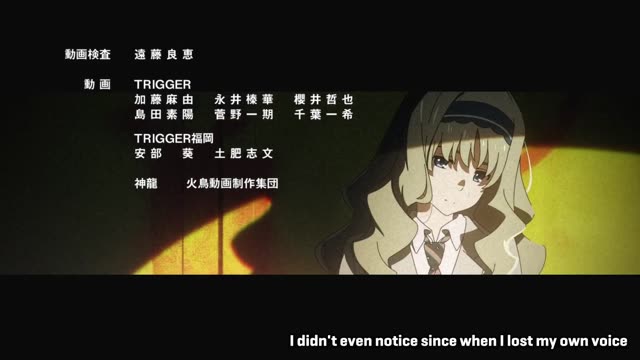 動画検査 遠藤良恵
動画 TRIGGER
加藤麻由 永井榛華 櫻井哲也
島田素陽 菅野一期 千葉一希
TRIGGER福岡
安部 葵 土肥志文
神龍 火鳥動画制作集団
I didn't even notice since when I lost my own voice